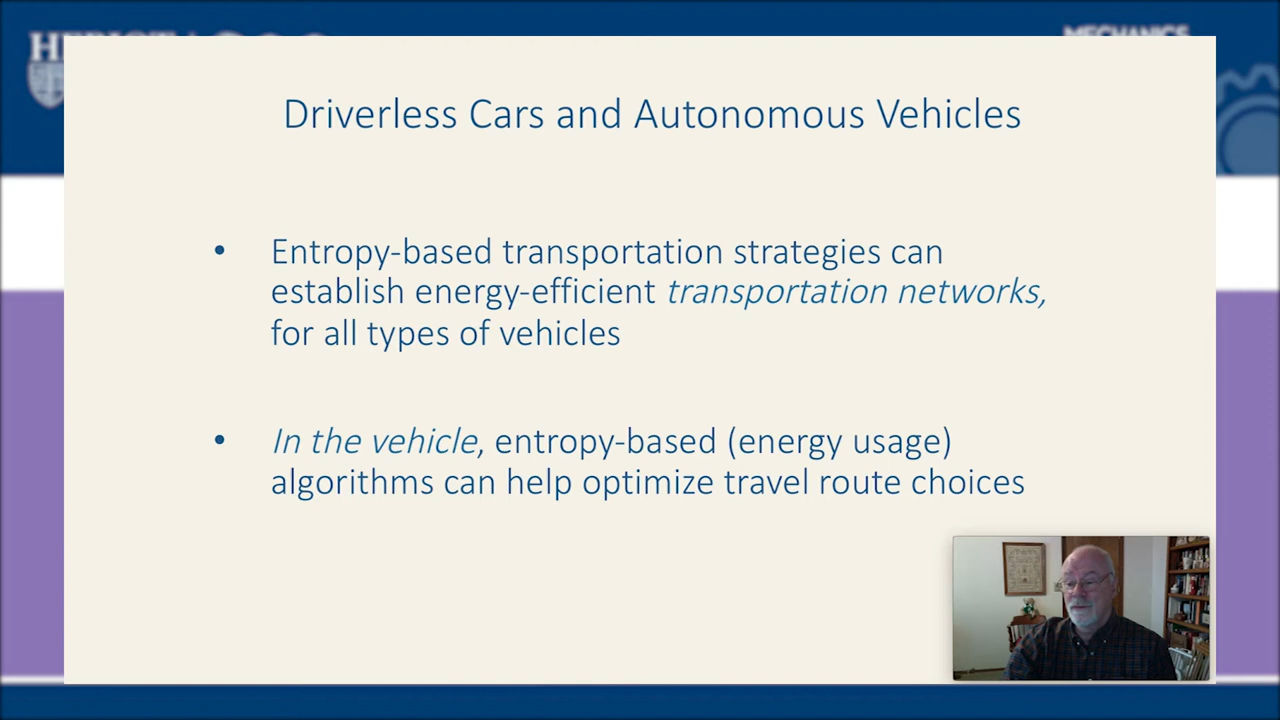 MECHANICS
Driverless Cars and Autonomous Vehicles
• Entropy-based transportation strategies can
establish energy-efficient transportation networks,
for all types of vehicles
• In the vehicle, entropy-based (energy usage)
algorithms can help optimize travel route choices